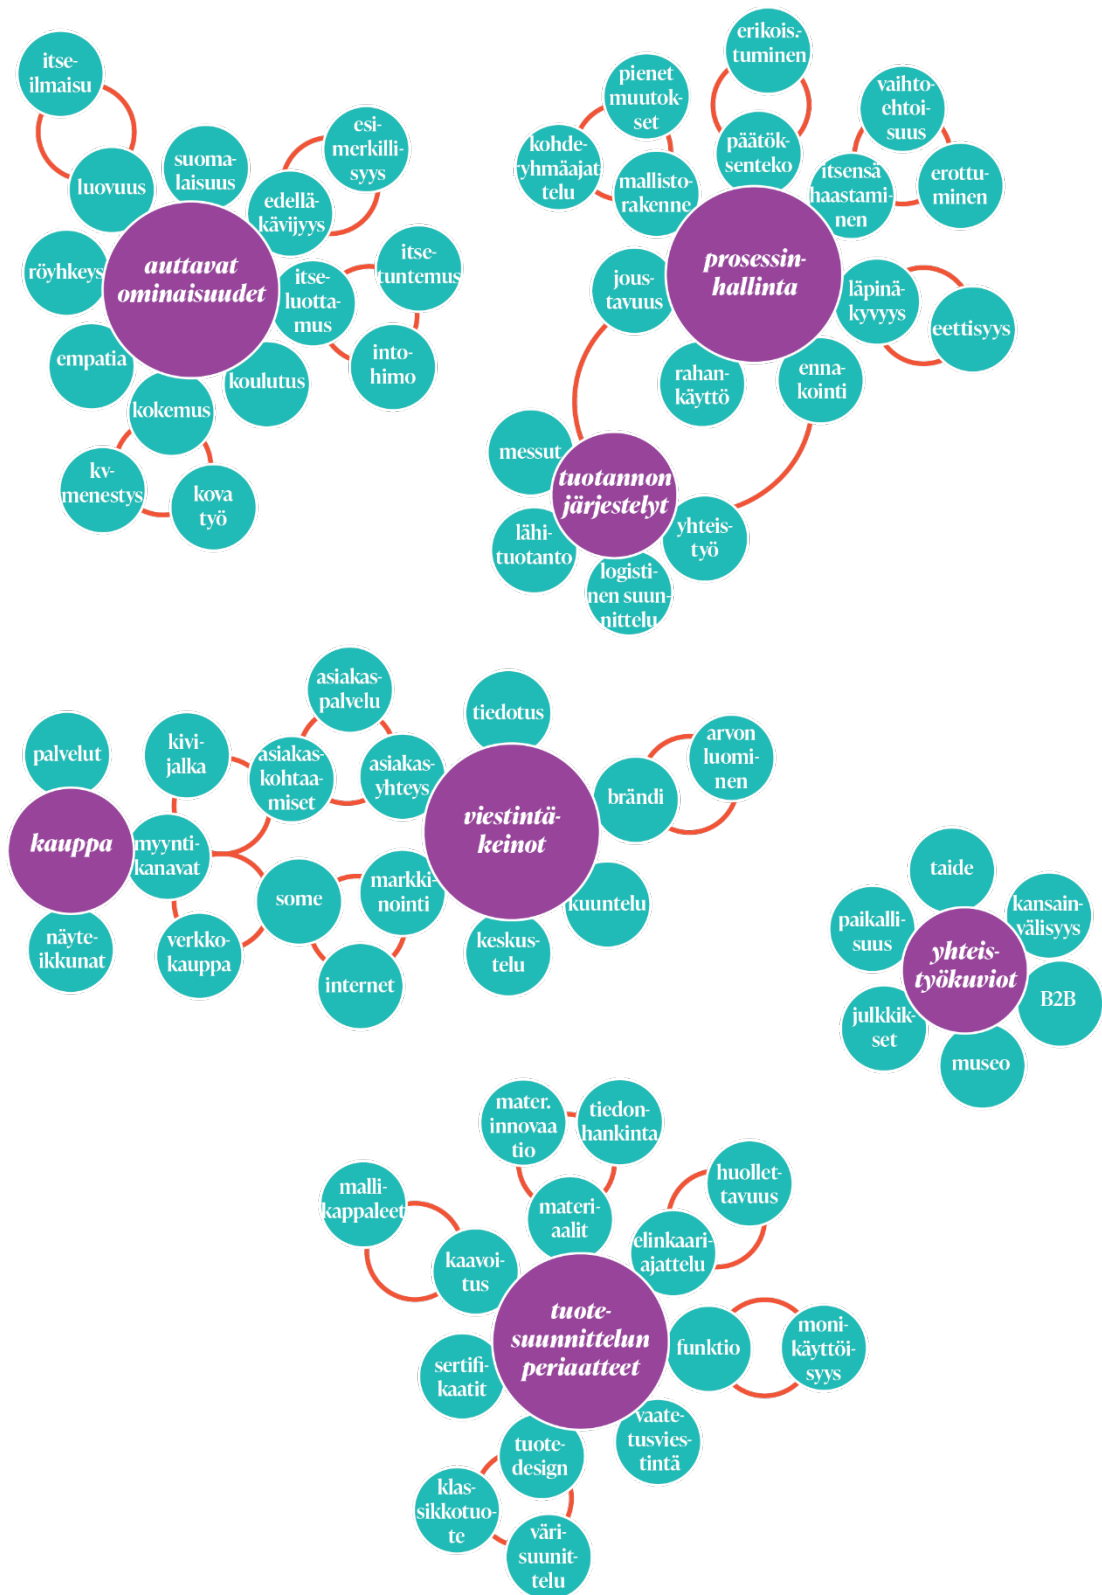 itse-
ilmaisu
luovuus
suoma-
laisuus
esi-
merkilli-
syys
edellä-
kävijyys
röyhkeys
auttavat
ominaisuudet
itse-
luotta-
mus
itse-
tuntemus
into-
himo
empatia
kokemus
koulutus
kv-
menestys
kova
työ
erikois.-
tuminen
pienet
muutok-
set
vaihto-
ehtoi-
suus
kohde-
ryhmäajat
telu
mallisto-
rakenne
päätök-
senteko
itsensä
haastami-
nen
erottu-
minen
prosessin-
hallinta
jous-
tavuus
läpinä-
kyvyys
eettisyys
rahan-
käyttö
enna-
kointi
messut
tuotannon
järjestelyt
lähi-
tuotanto
yhteis-
työ
logisti-
nen suun-
nittelu
palvelut
kivi-
jalka
asiakas-
palvelu
asiakas-
kohtaa-
miset
asiakas-
yhteys
tiedotus
arvon
luomi-
nen
brändi
kauppa
myynti-
kanavat
viestintä-
keinot
some
markki-
nointi
kuuntelu
näyte-
ikkunat
verkko-
kauppa
internet
keskus-
telu
taide
paikalli-
suus
kansain-
välisyys
yhteis-
työkuviot
B2B
julkkik-
set
museo
mater.
innovaa
tio
tiedon-
hankinta
malli-
kappaleet
materi-
aalit
huollet-
tavuus
kaavoi-
tus
elinkaari-
ajattelu
tuote-
suunnittelun
periaatteet
funktio
moni-
käyttöi-
syys
sertifi-
kaatit
vaate-
tusvies-
tintä
tuote-
design
klas-
sikkotuo-
te
väri-
suunit-
telu